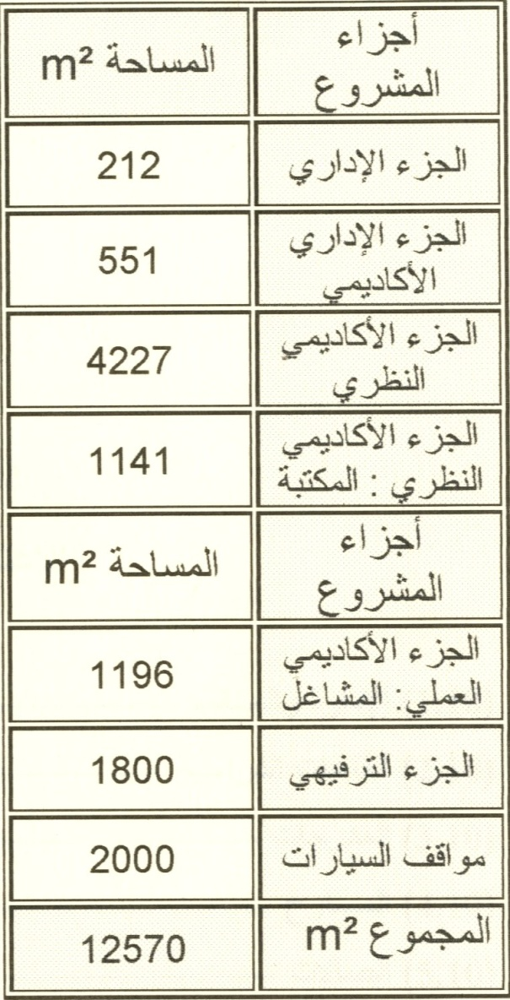 أجزاء
المشروع
المساحة m²
الجزء الإداري
212
الجزء الإداري
الأكاديمي
551
الجزء الأكاديمي
النظري
4227
الجزء الأكاديمي
النظري : المكتبة
1141
أجزاء
المشروع
المساحة m²
الجزء الأكاديمي
العملي: المشاغل
1196
الجزء الترفيهي
1800
مواقف السيارات
2000
المجموع m²
12570